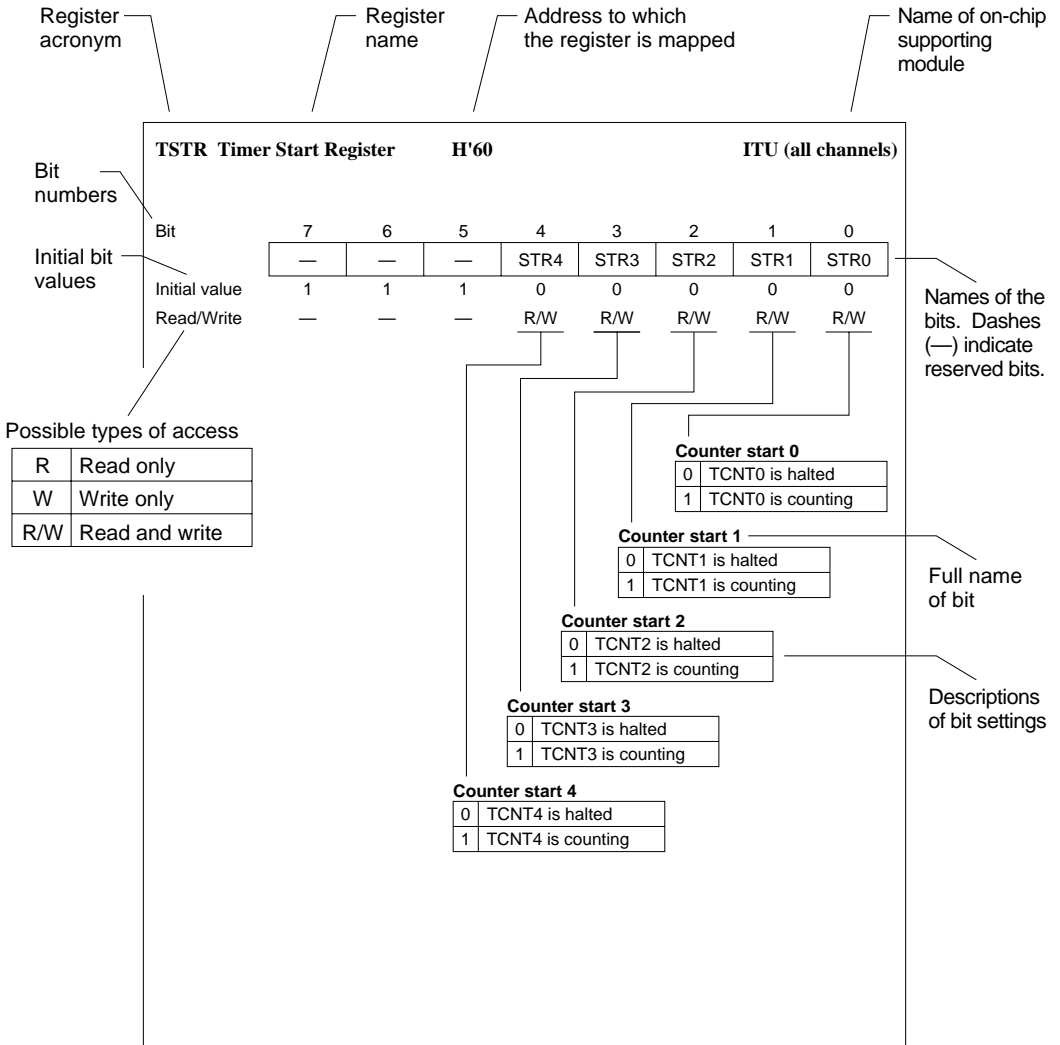 Register
acronym
Register
name
Address to which
the register is mapped
Name of on-chip
supporting
module
TSTR Timer Start Register H'60 ITU (all channels)
Bit
numbers
Bit 7 6 5 4 3 2 1 0
— — — STR4 STR3 STR2 STR1 STR0
Initial bit
values
Initial value 1 1 1 0 0 0 0 0
Read/Write — — — R/W R/W R/W R/W R/W
Names of the
bits. Dashes
(—) indicate
reserved bits.
Possible types of access
R Read only
W Write only
R/W Read and write
Counter start 0
0 TCNT0 is halted
1 TCNT0 is counting
Counter start 1
0 TCNT1 is halted
1 TCNT1 is counting
Full name
of bit
Counter start 2
0 TCNT2 is halted
1 TCNT2 is counting
Descriptions
of bit settings
Counter start 3
0 TCNT3 is halted
1 TCNT3 is counting
Counter start 4
0 TCNT4 is halted
1 TCNT4 is counting